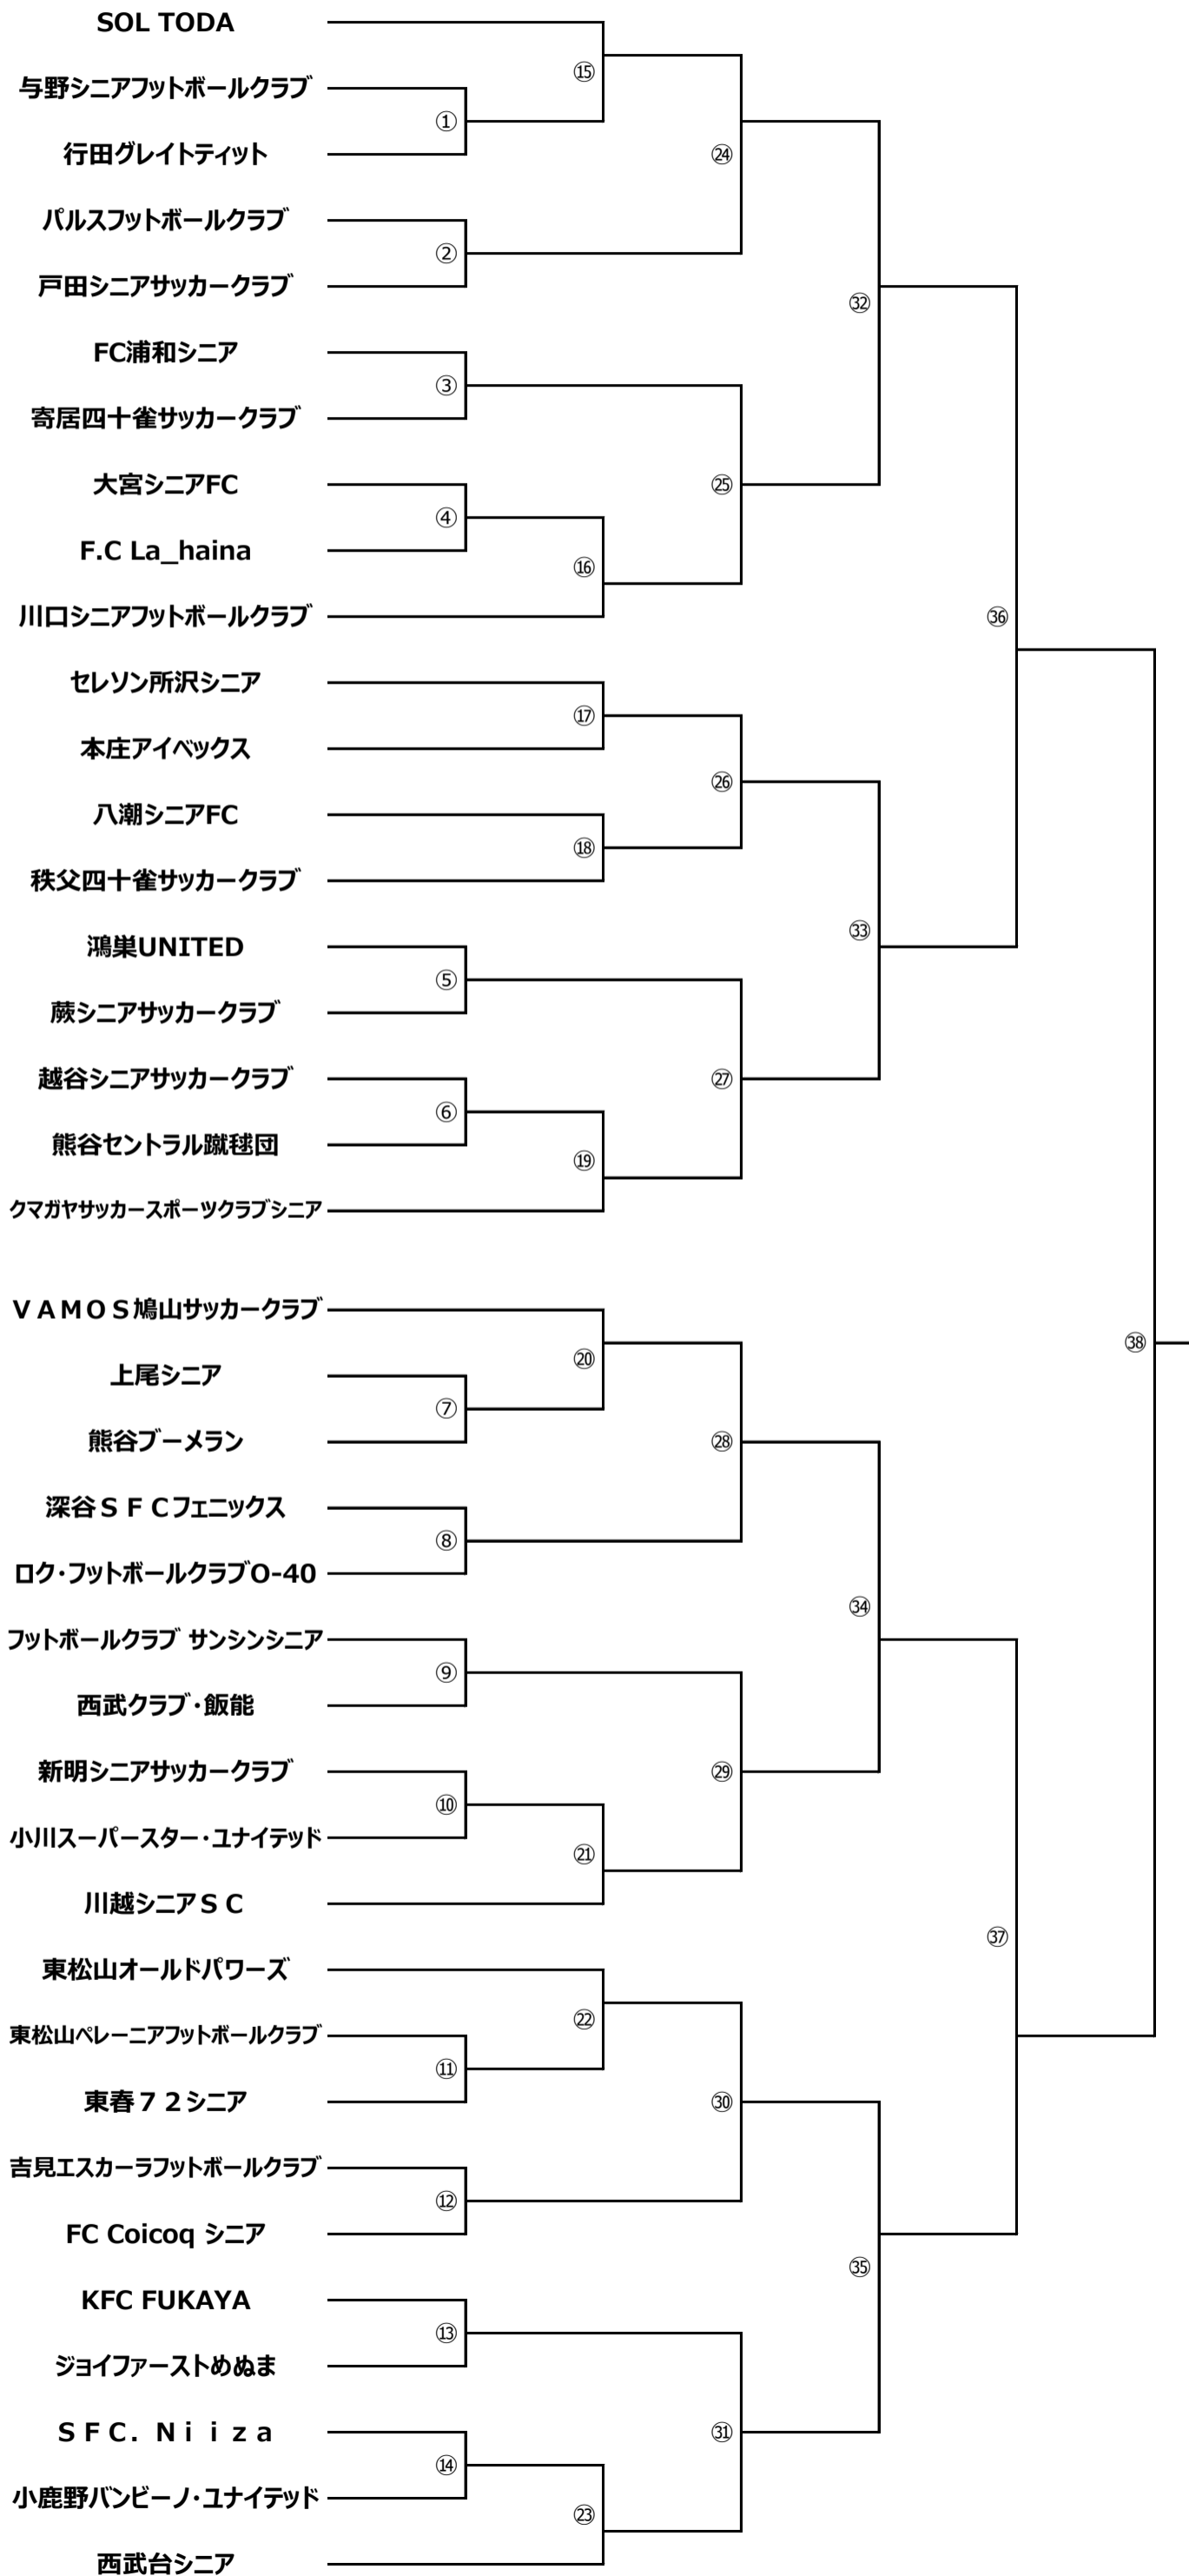 SOL TODA
⑮
与野シニアフットボールクラブ
①
行田グレイトティット
㉔
パルスフットボールクラブ
②
戸田シニアサッカークラブ
㉜
FC浦和シニア
③
寄居四十雀サッカークラブ
大宮シニアFC
㉕
④
F.C La_haina
⑯
川口シニアフットボールクラブ
㊱
セレソン所沢シニア
⑰
本庄アイベックス
㉖
八潮シニアFC
⑱
秩父四十雀サッカークラブ
㉝
鴻巣UNITED
⑤
蕨シニアサッカークラブ
越谷シニアサッカークラブ
㉗
⑥
熊谷セントラル蹴毬団
⑲
クマガヤサッカースポーツクラブシニア
ＶＡＭＯＳ鳩山サッカークラブ
㊳
⑳
上尾シニア
⑦
熊谷ブーメラン
㉘
深谷ＳＦＣフェニックス
⑧
ロク・フットボールクラブO-40
㉞
フットボールクラブ サンシンシニア
⑨
西武クラブ・飯能
新明シニアサッカークラブ
㉙
⑩
小川スーパースター・ユナイテッド
㉑
川越シニアＳＣ
㊲
東松山オールドパワーズ
㉒
東松山ペレーニアフットボールクラブ
⑪
東春７２シニア
㉚
吉見エスカーラフットボールクラブ
⑫
FC Coicoq シニア
㉟
KFC FUKAYA
⑬
ジョイファーストめぬま
ＳＦＣ．Ｎｉｉｚａ
㉛
⑭
小鹿野バンビーノ・ユナイテッド
㉓
西武台シニア